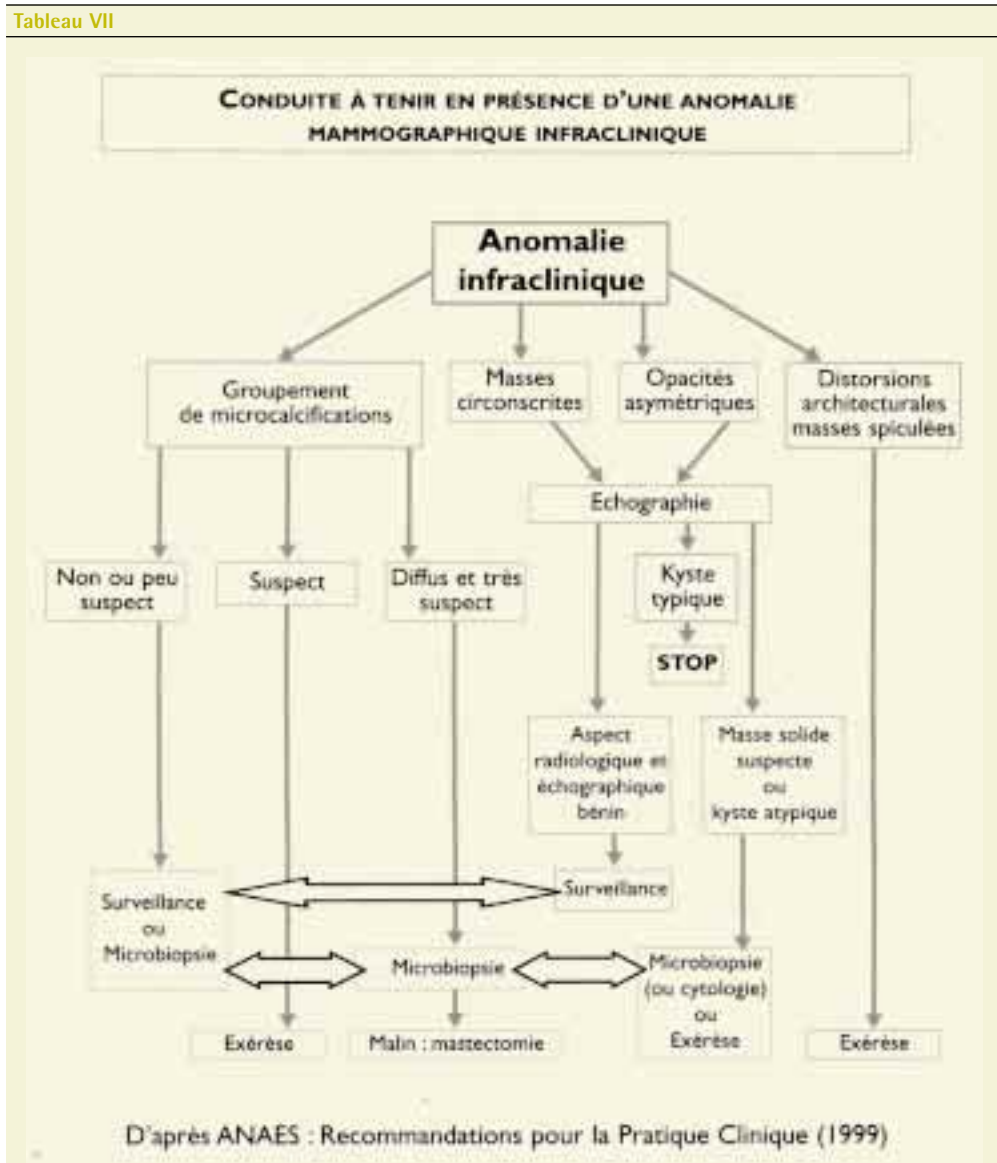 Tableau VII
CONDUITE À TENIR EN PRÉSENCE D'UNE ANOMALIE
MAMMOGRAPHIQUE INFRACLINIQUE
Anomalie
infraclinique
Groupement
de microcalcifications
Masses
circonscrites
Opacités
asymétriques
Distorsions
architecturales
masses spiculées
Echographie
Non ou peu
suspect
Suspect
Diffus et très
suspect
Kyste
typique
STOP
Aspect
radiologique et
échographique
bénin
Masse solide
suspecte
ou
kyste atypique
Surveillance
ou
Microbiopsie
Surveillance
Microbiopsie
Microbiopsie
(ou cytologie)
ou
Exérèse
Exérèse
Malin : mastectomie
Exérèse
D'après ANAES : Recommandations pour la Pratique Clinique (1999)